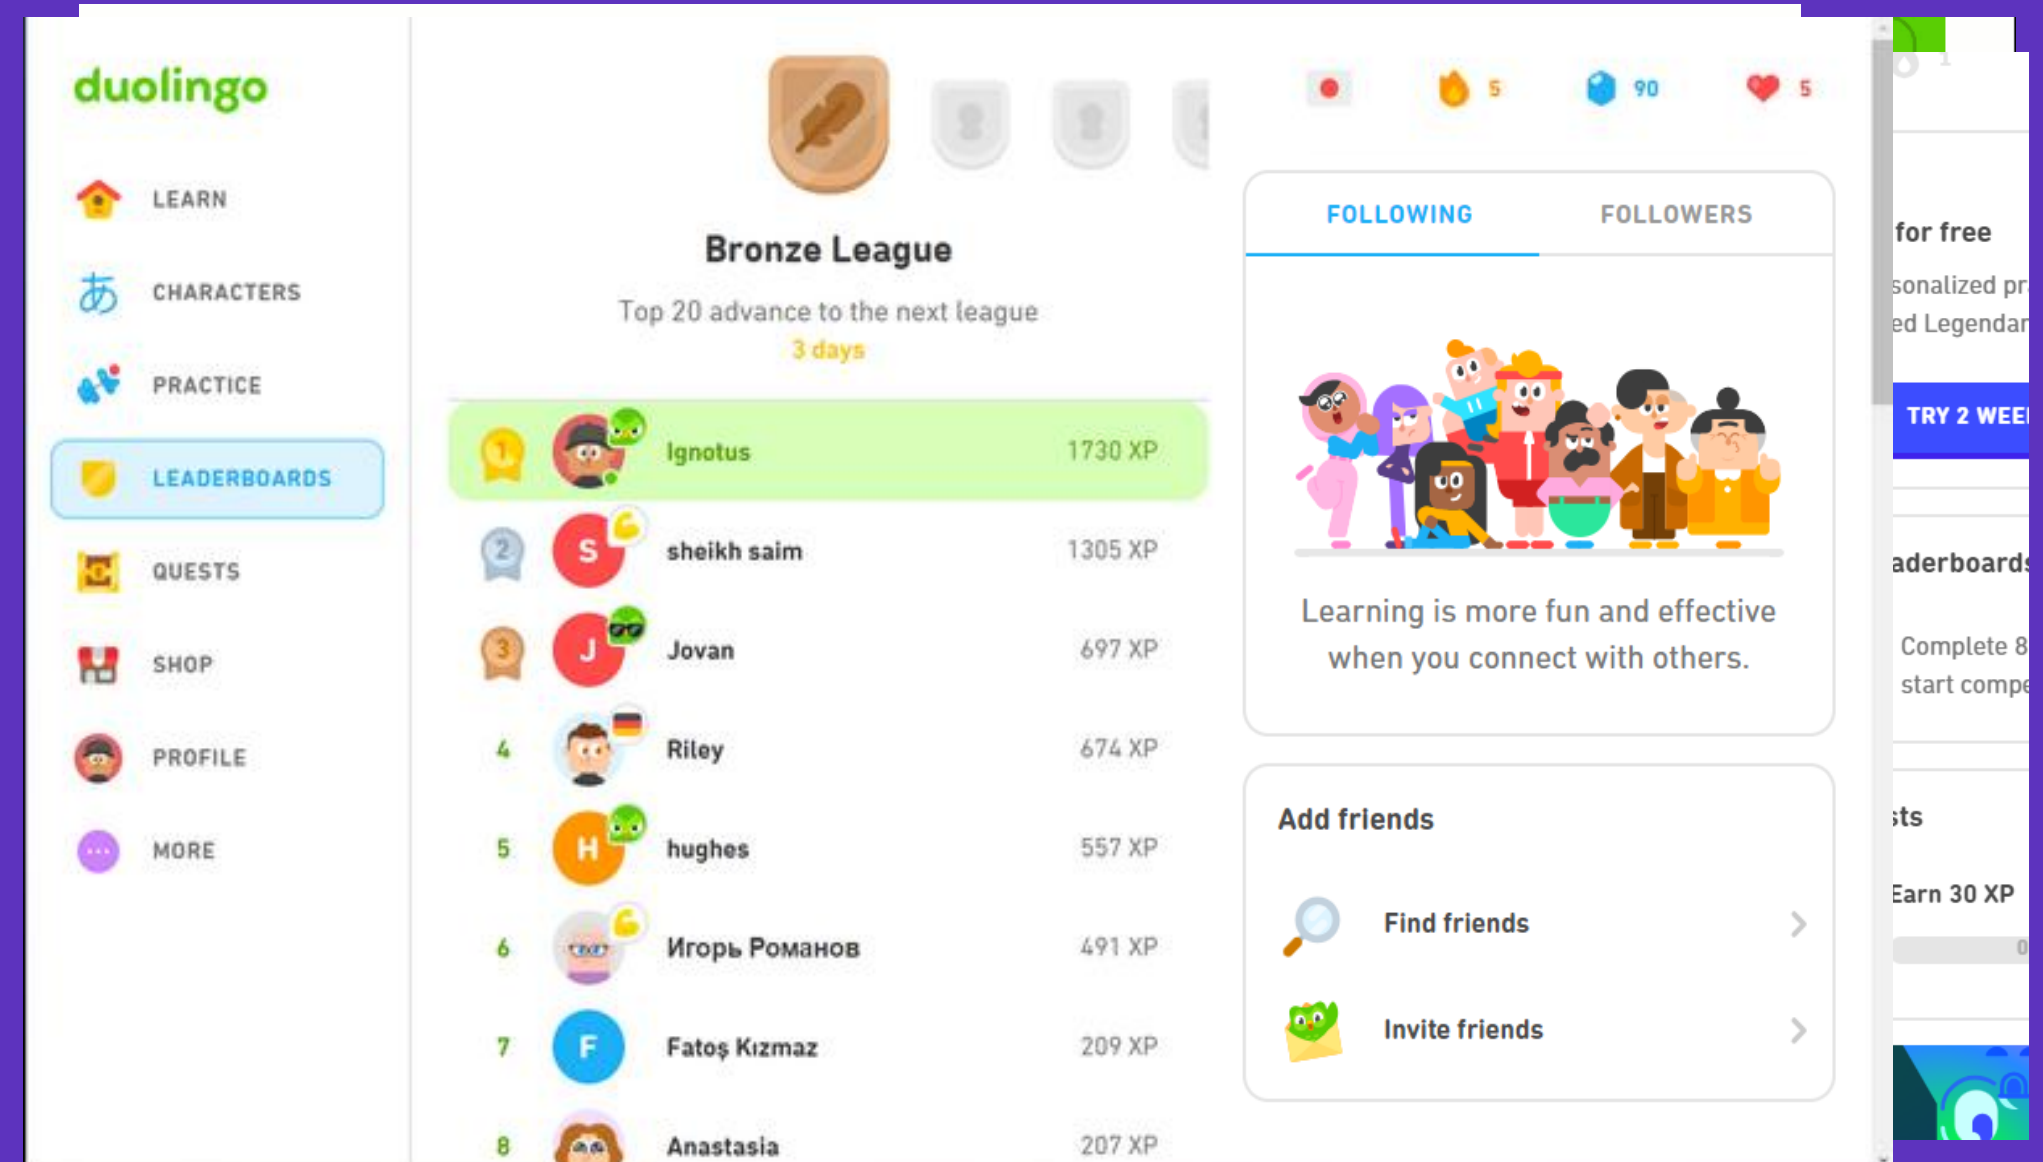 duolingo
LEARN
CHARACTERS
PRACTICE
LEADERBOARDS
QUESTS
SHOP
PROFILE
MORE
あ
Bronze League
Top 20 advance to the next league
3 days
1 Ignotus 1730 XP
2 S sheikh saim 1305 XP
3 J Jovan 697 XP
4 Riley 674 XP
5 H hughes 557 XP
6 Игорь Романов 491 XP
7 F Fatoş Kızmaz 209 XP
8 Anastasia 207 XP
5 90 5
FOLLOWING FOLLOWERS
Learning is more fun and effective
when you connect with others.
Add friends
Find friends
Invite friends
1
for free
sonalized pr
ed Legendar
TRY 2 WEE
aderboards
Complete 8
start compe
sts
Earn 30 XP
0